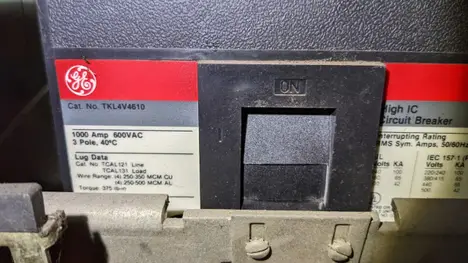 GE
Cat. No. TKL4V4610
1000 Amp 600VAC
3 Pole, 40°C
Lug Data
Cat. No. TCAL121 Line
TCAL131 Load
Wire Range: (4) 250-350 MCM CU
(4) 250-500 MCM AL
Torque: 375 lb-in
ON
High IC
Circuit Breaker
Interrupting Rating
RMS Sym. Amps, 50/60
IEC 157-1
Volts KA
Volts KA